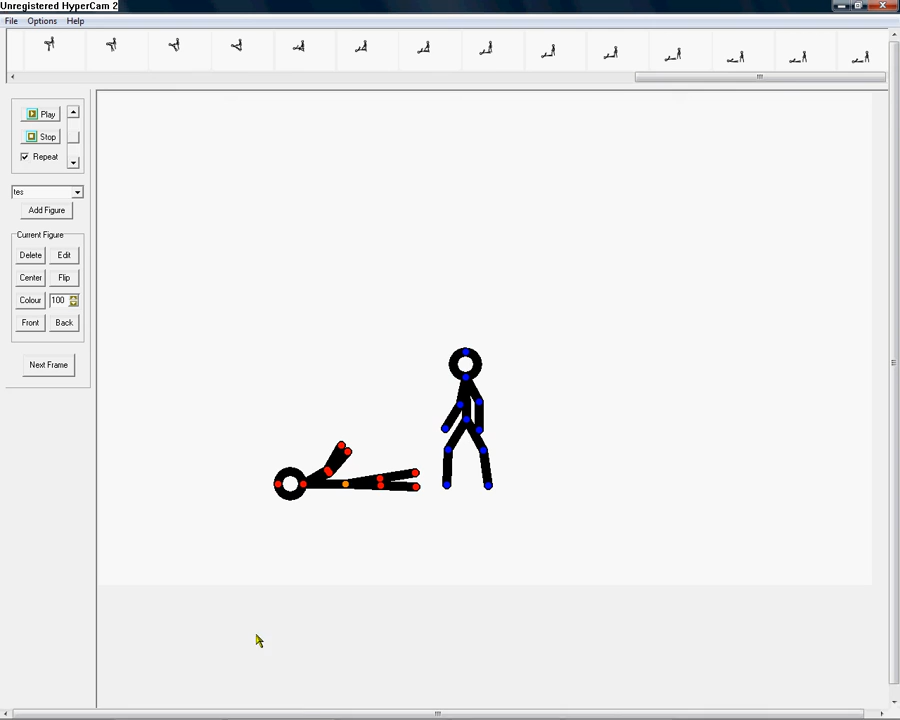 Unregistered HyperCam 2
File Options Help
Play
Stop
Repeat
tes
Add Figure
Current Figure
Delete Edit
Center Flip
Colour 100
Front Back
Next Frame